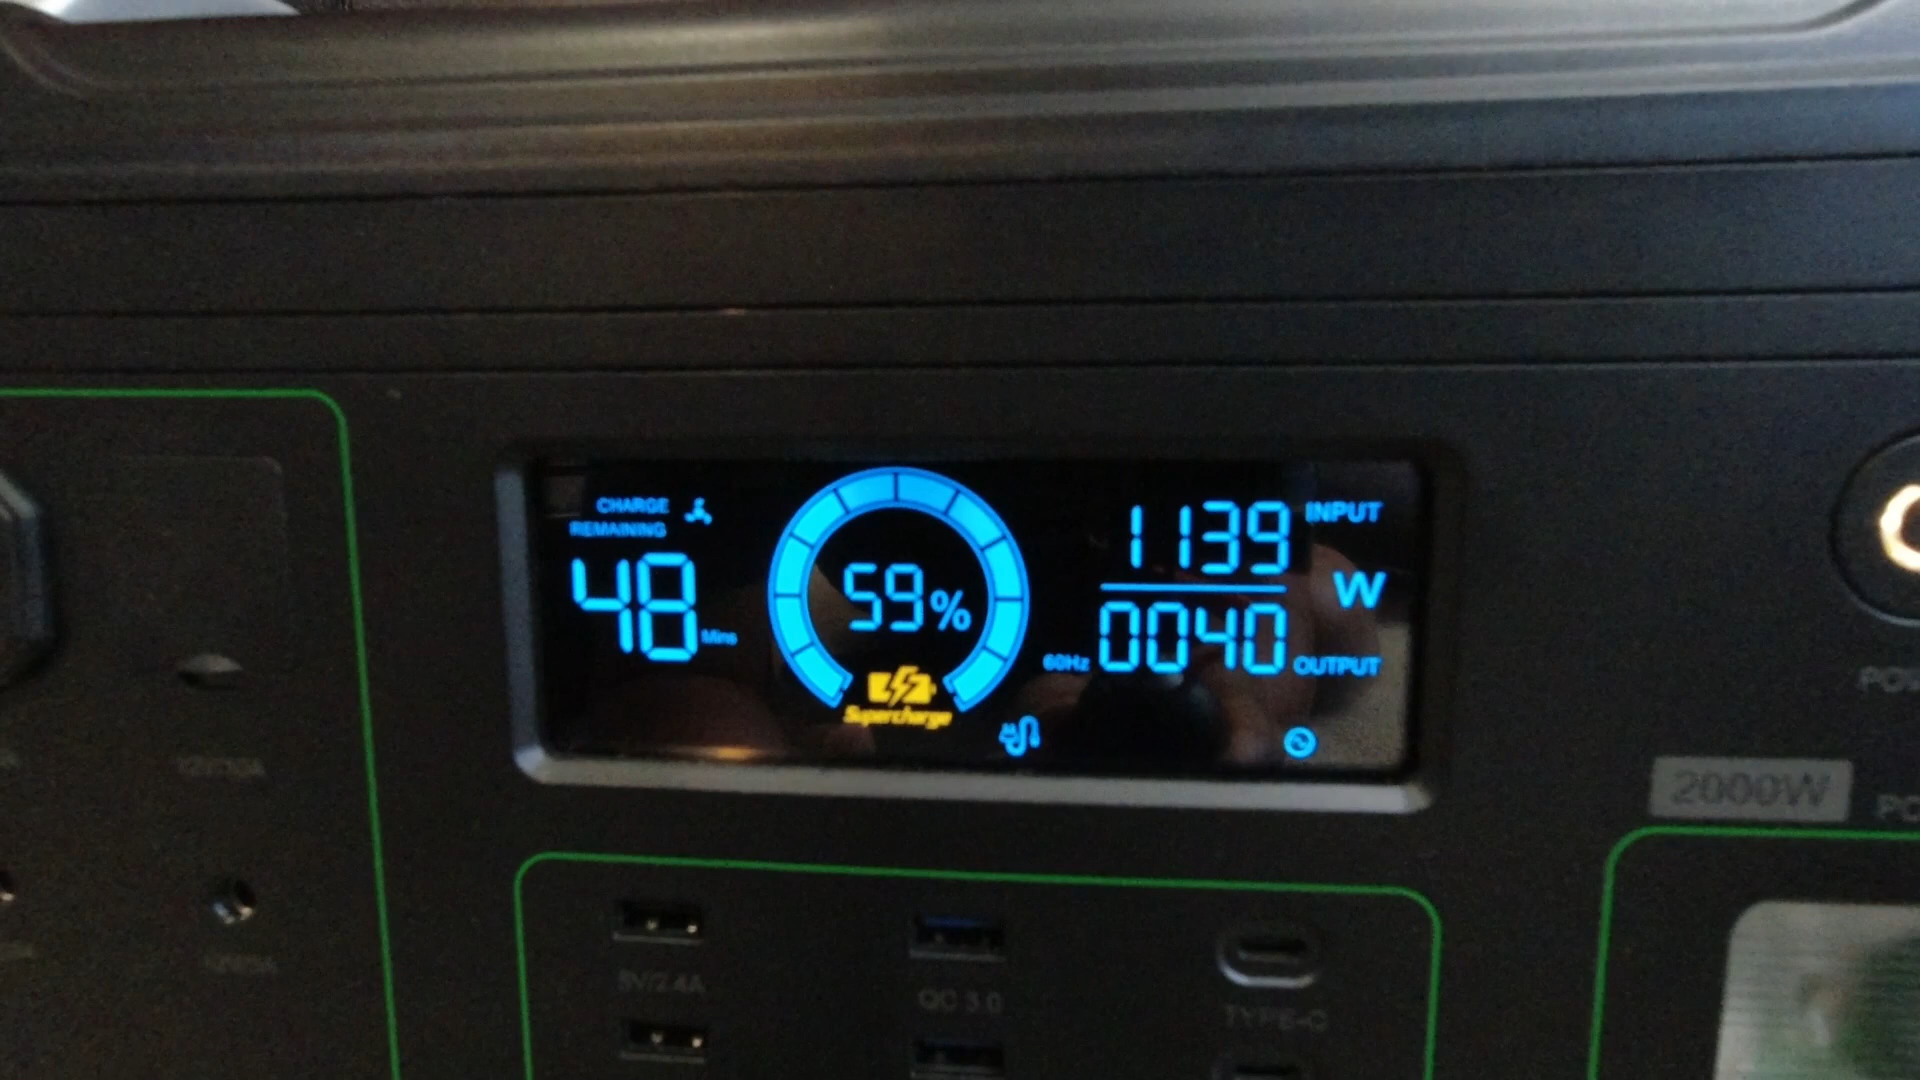 CHARGE
REMAINING
48 Mins
59%
Supercharge
1139 INPUT
W
60Hz 0040 OUTPUT
2000W
5V/2.4A
QC 3.0
TYPE-C